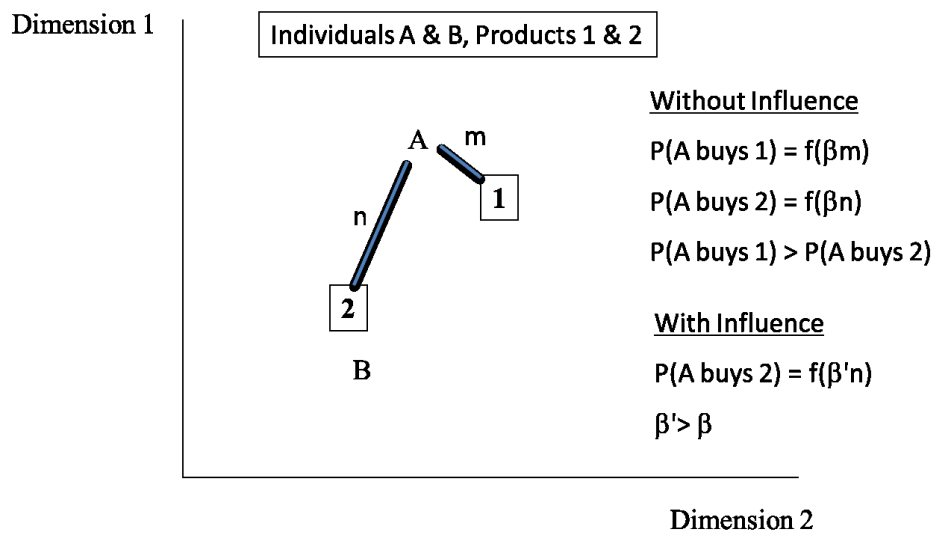 Dimension 1
Individuals A & B, Products 1 & 2
Without Influence
A
m
P(A buys 1) = f(βm)
1
P(A buys 2) = f(βn)
n
P(A buys 1) > P(A buys 2)
2
With Influence
B
P(A buys 2) = f(β'n)
β'> β
Dimension 2